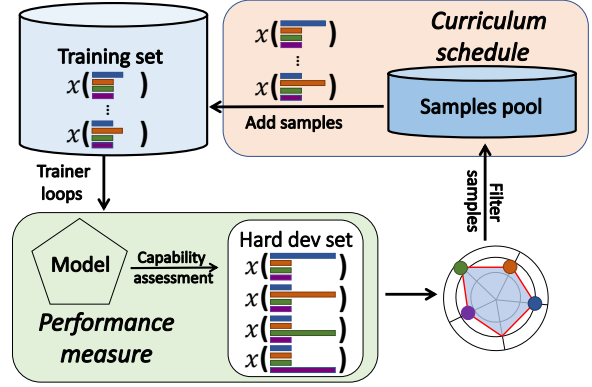 Training set
x( )
...
x( )
x( )
...
x( )
Curriculum
schedule
Samples pool
Add samples
Trainer
loops
Filter
samples
Model
Capability
assessment
Performance
measure
Hard dev set
x( )
x( )
x( )
x( )